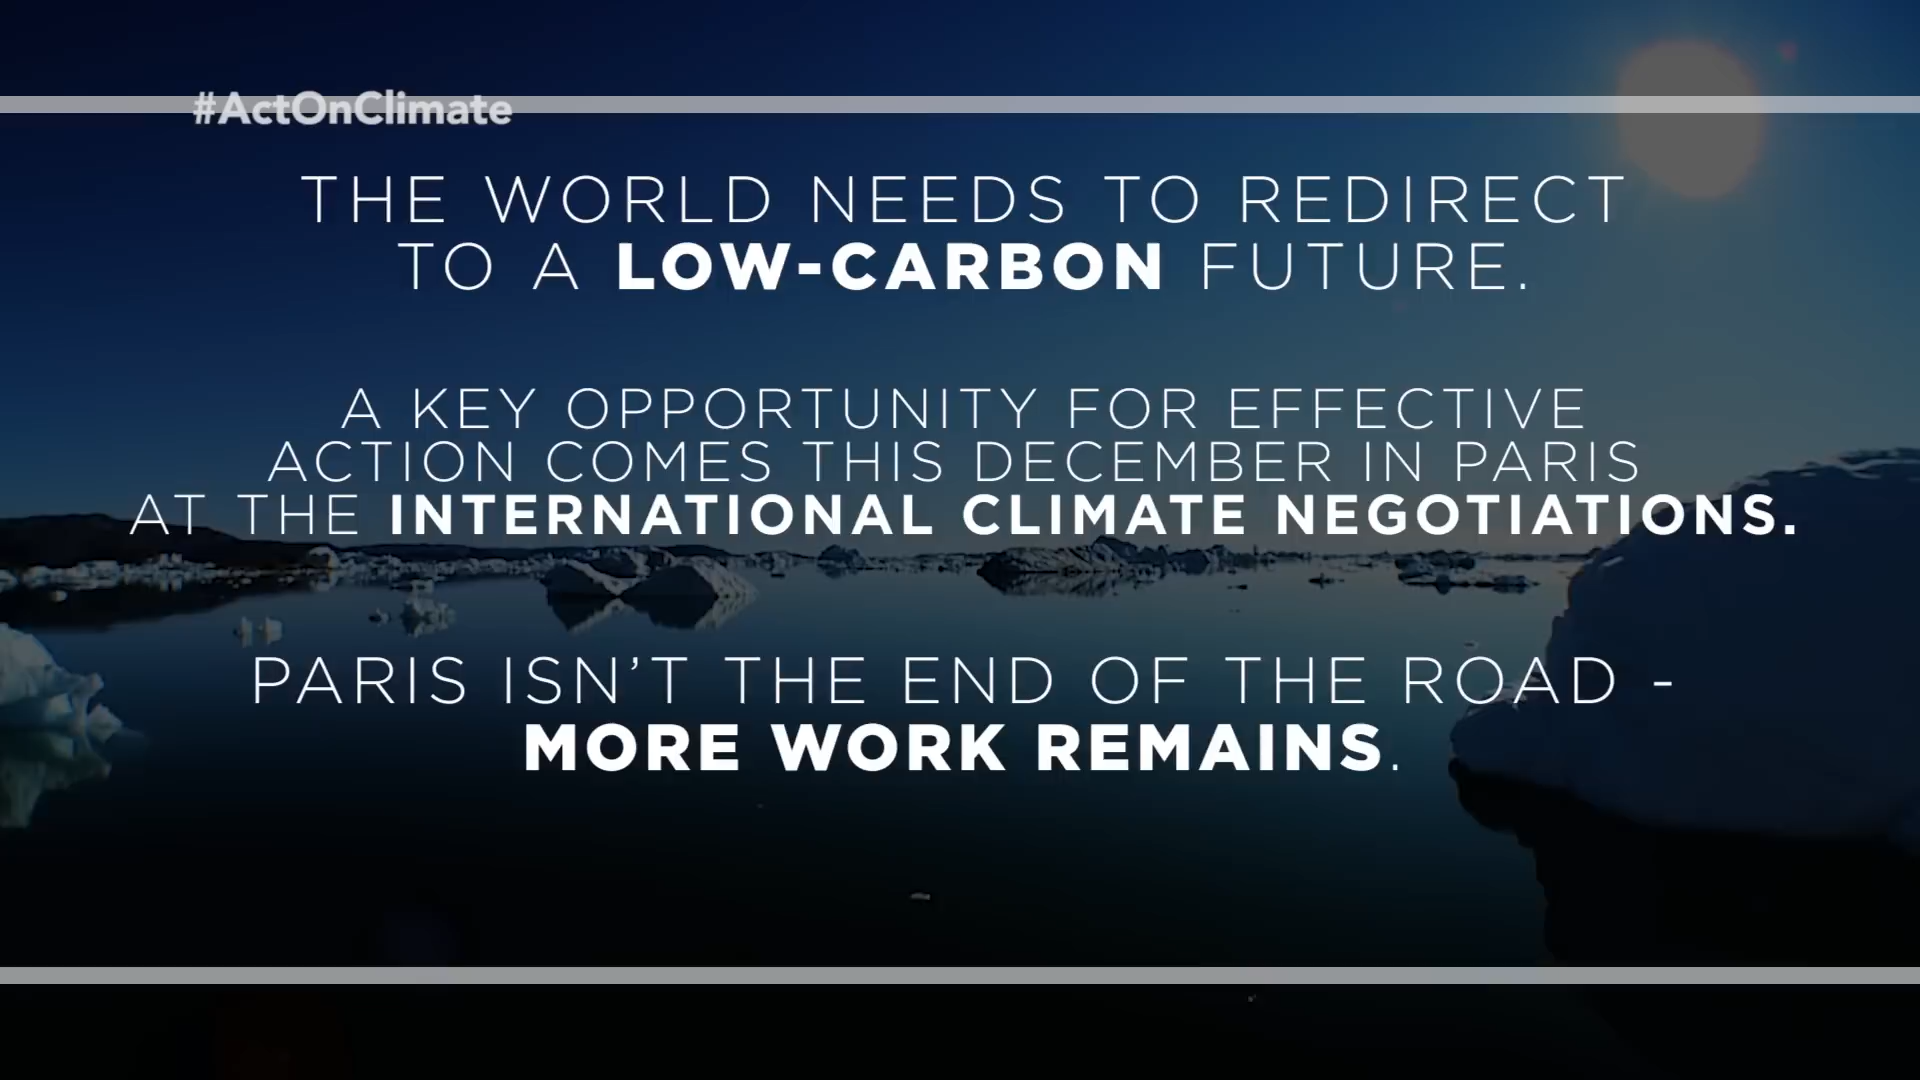 #ActOnClimate
THE WORLD NEEDS TO REDIRECT
TO A LOW-CARBON FUTURE.
A KEY OPPORTUNITY FOR EFFECTIVE
ACTION COMES THIS DECEMBER IN PARIS
AT THE INTERNATIONAL CLIMATE NEGOTIATIONS.
PARIS ISN’T THE END OF THE ROAD -
MORE WORK REMAINS.